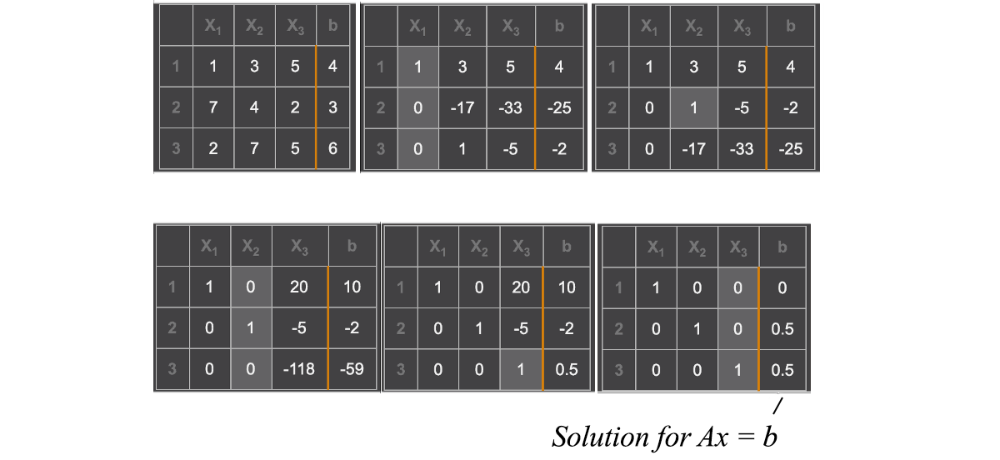 X₁ X₂ X₃ b
1 1 3 5 4
2 7 4 2 3
3 2 7 5 6
X₁ X₂ X₃ b
1 1 3 5 4
2 0 -17 -33 -25
3 0 1 -5 -2
X₁ X₂ X₃ b
1 1 3 5 4
2 0 1 -5 -2
3 0 -17 -33 -25
X₁ X₂ X₃ b
1 1 0 20 10
2 0 1 -5 -2
3 0 0 -118 -59
X₁ X₂ X₃ b
1 1 0 20 10
2 0 1 -5 -2
3 0 0 1 0.5
X₁ X₂ X₃ b
1 1 0 0 0
2 0 1 0 0.5
3 0 0 1 0.5
Solution for Ax = b